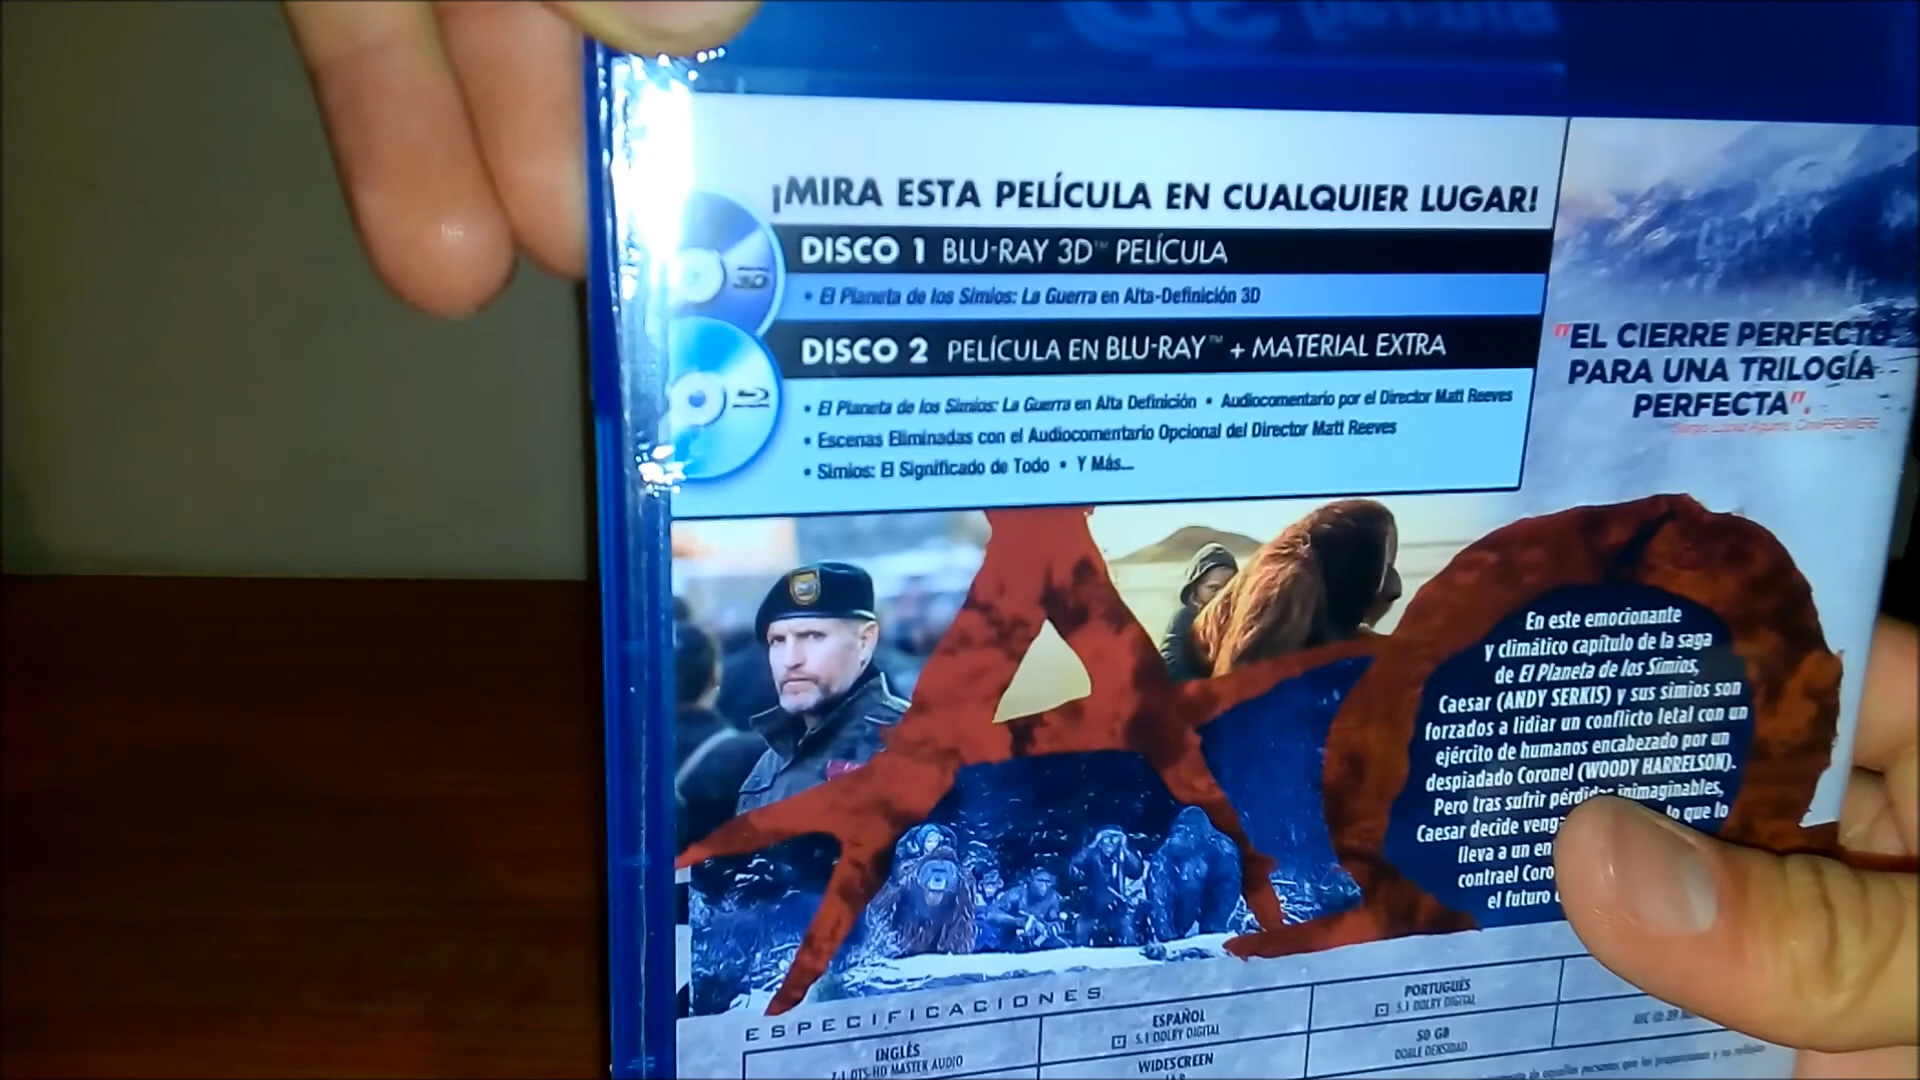 Blu-ray 3D
¡MIRA ESTA PELÍCULA EN CUALQUIER LUGAR!
DISCO 1 BLU-RAY 3D™ PELÍCULA
• El Planeta de los Simios: La Guerra en Alta-Definición 3D
DISCO 2 PELÍCULA EN BLU-RAY™ + MATERIAL EXTRA
• El Planeta de los Simios: La Guerra en Alta Definición • Audiocomentario por el Director Matt Reeves
• Escenas Eliminadas con el Audiocomentario Opcional del Director Matt Reeves
• Simios: El Significado de Todo • Y Más...
"EL CIERRE PERFECTO
PARA UNA TRILOGÍA
PERFECTA".
En este emocionante
y climático capítulo de la saga
de El Planeta de los Simios,
Caesar (ANDY SERKIS) y sus simios son
forzados a lidiar un conflicto letal con un
ejército de humanos encabezado por un
despiadado Coronel (WOODY HARRELSON).
Pero tras sufrir pérdidas inimaginables,
Caesar decide lo que lo
lleva a un
contrael
el futuro
ESPECIFICACIONES
INGLÉS
7.1 DTS-HD MASTER AUDIO
ESPAÑOL
5.1 DOLBY DIGITAL
PORTUGUÉS
5.1 DOLBY DIGITAL
WIDESCREEN
50 GB
DOBLE DENSIDAD